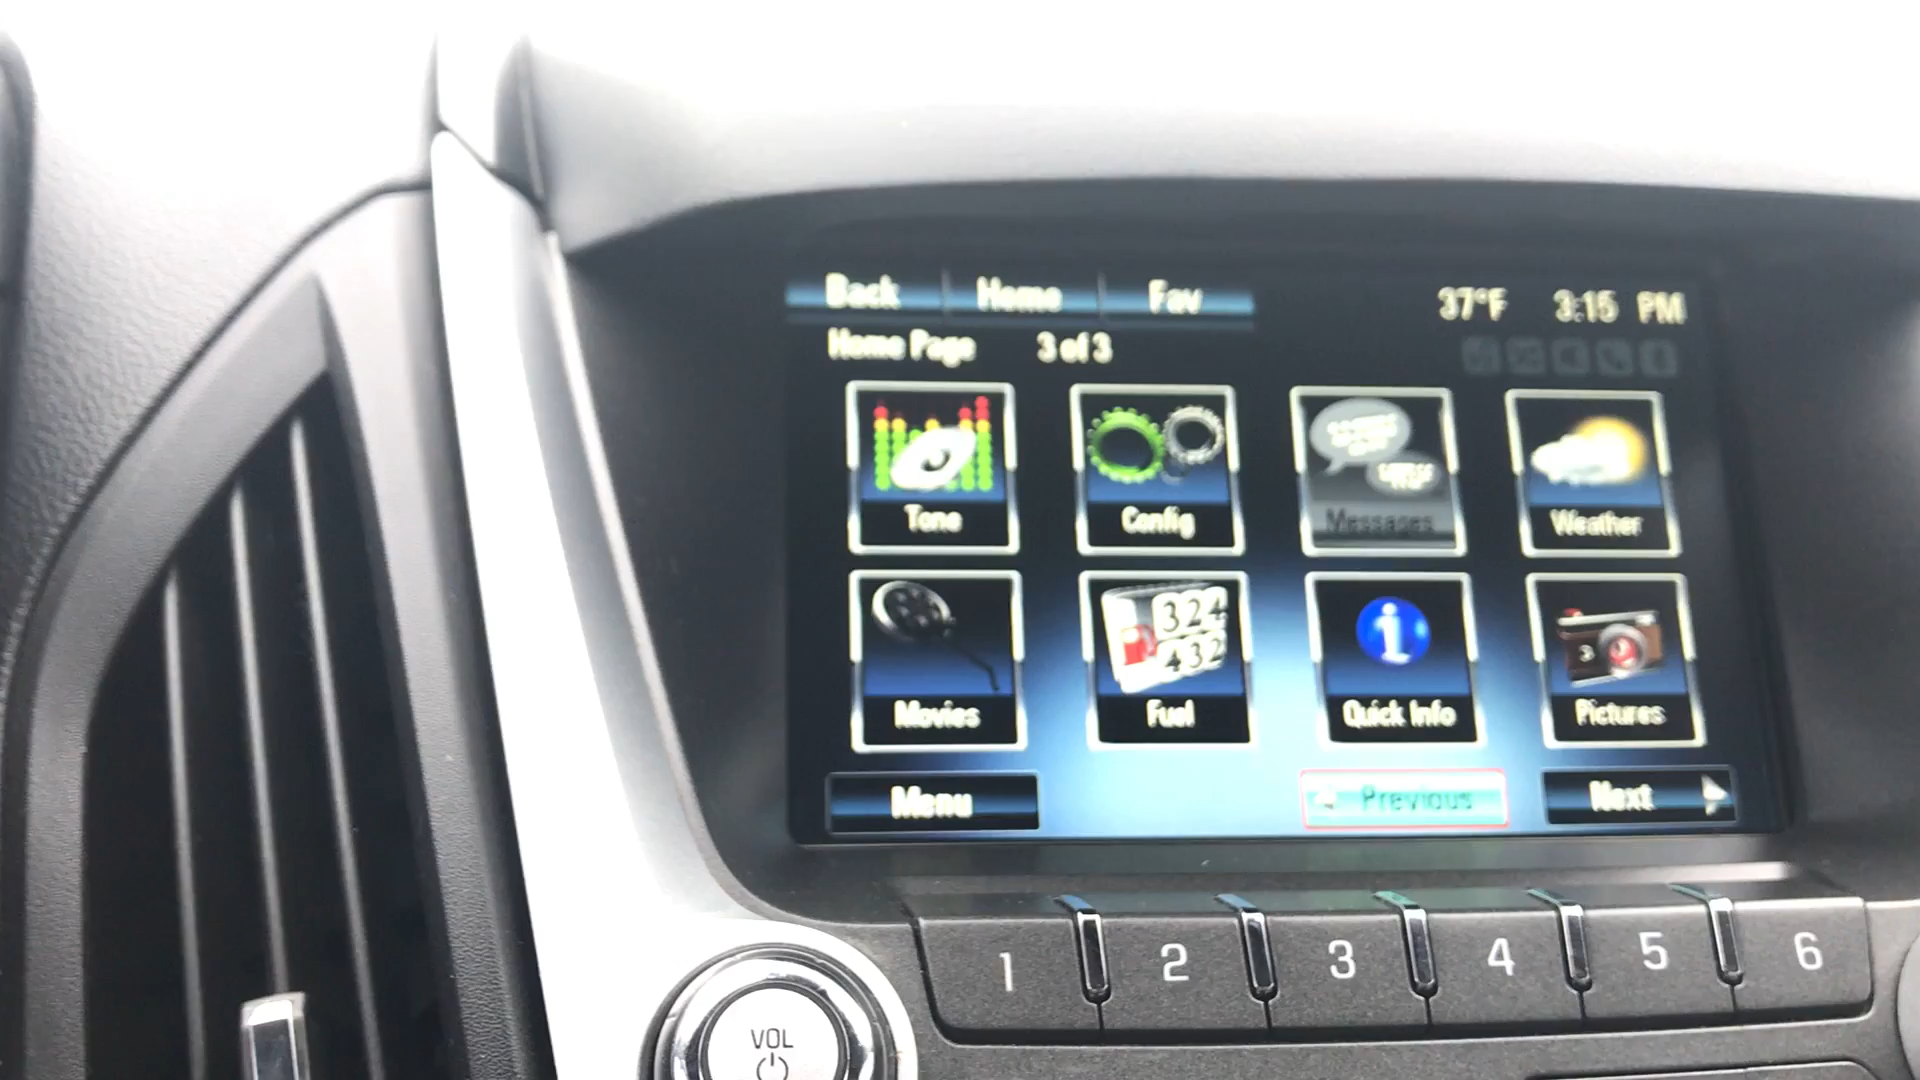 Back Home Fav 37°F 3:15 PM
Home Page 3 of 3
Tone Config Messages Weather
324
432
Movies Fuel Quick Info Pictures
Menu Previous Next
1 2 3 4 5 6
VOL